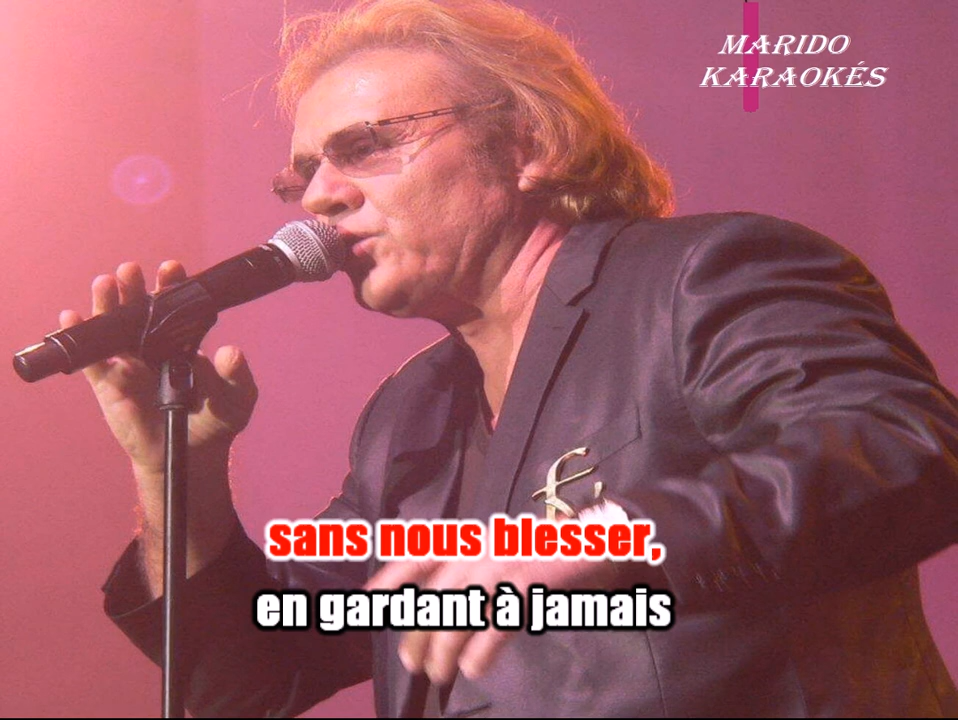 MARIDO
KARAOKÉS
sans nous blesser,
en gardant à jamais